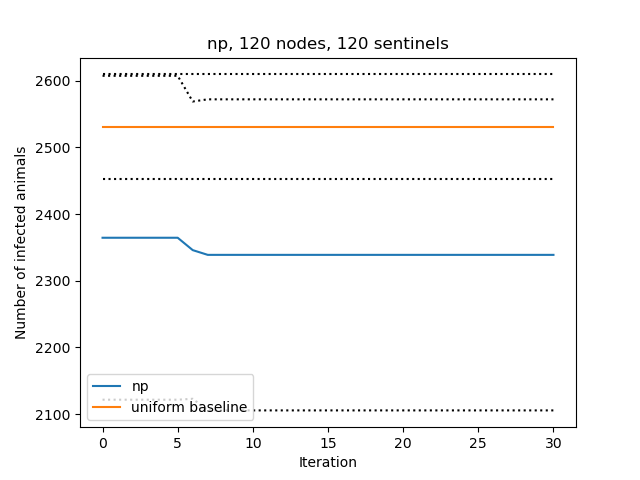 np, 120 nodes, 120 sentinels
Number of infected animals
2600
2500
2400
2300
2200
2100
np
uniform baseline
0 5 10 15 20 25 30
Iteration